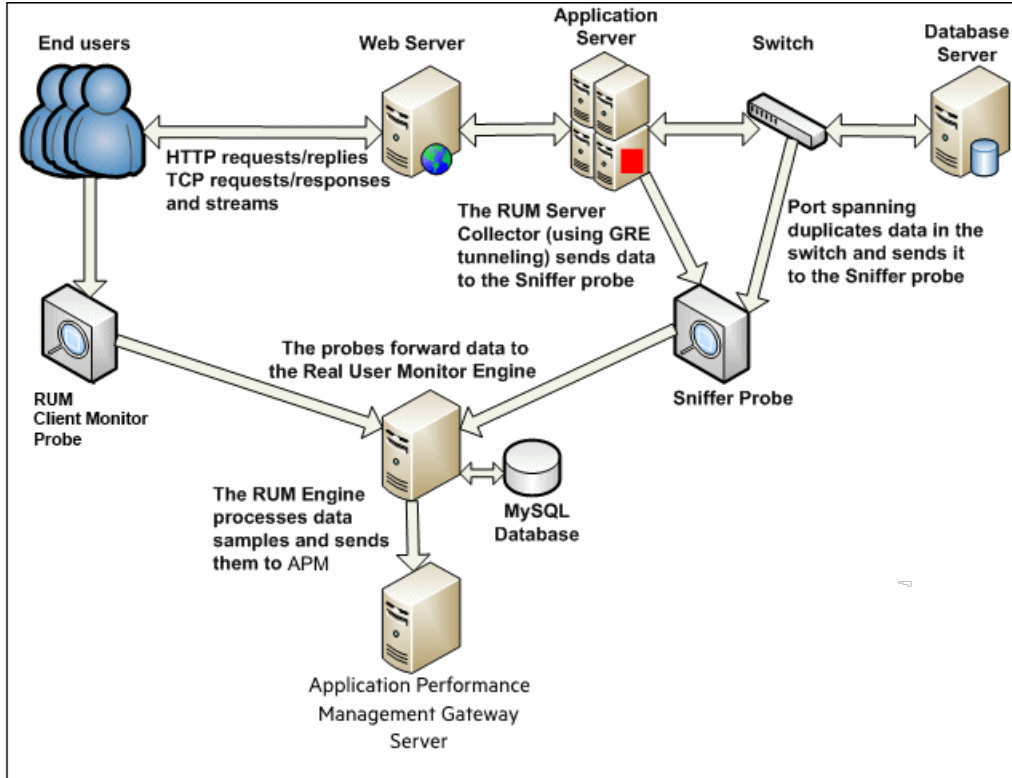 End users
Web Server
Application
Server
Switch
Database
Server
HTTP requests/replies
TCP requests/responses
and streams
The RUM Server
Collector (using GRE
tunneling) sends data
to the Sniffer probe
Port spanning
duplicates data in the
switch and sends it
to the Sniffer probe
RUM
Client Monitor
Probe
The probes forward data to
the Real User Monitor Engine
Sniffer Probe
The RUM Engine
processes data
samples and sends
them to APM
MySQL
Database
Application Performance
Management Gateway
Server